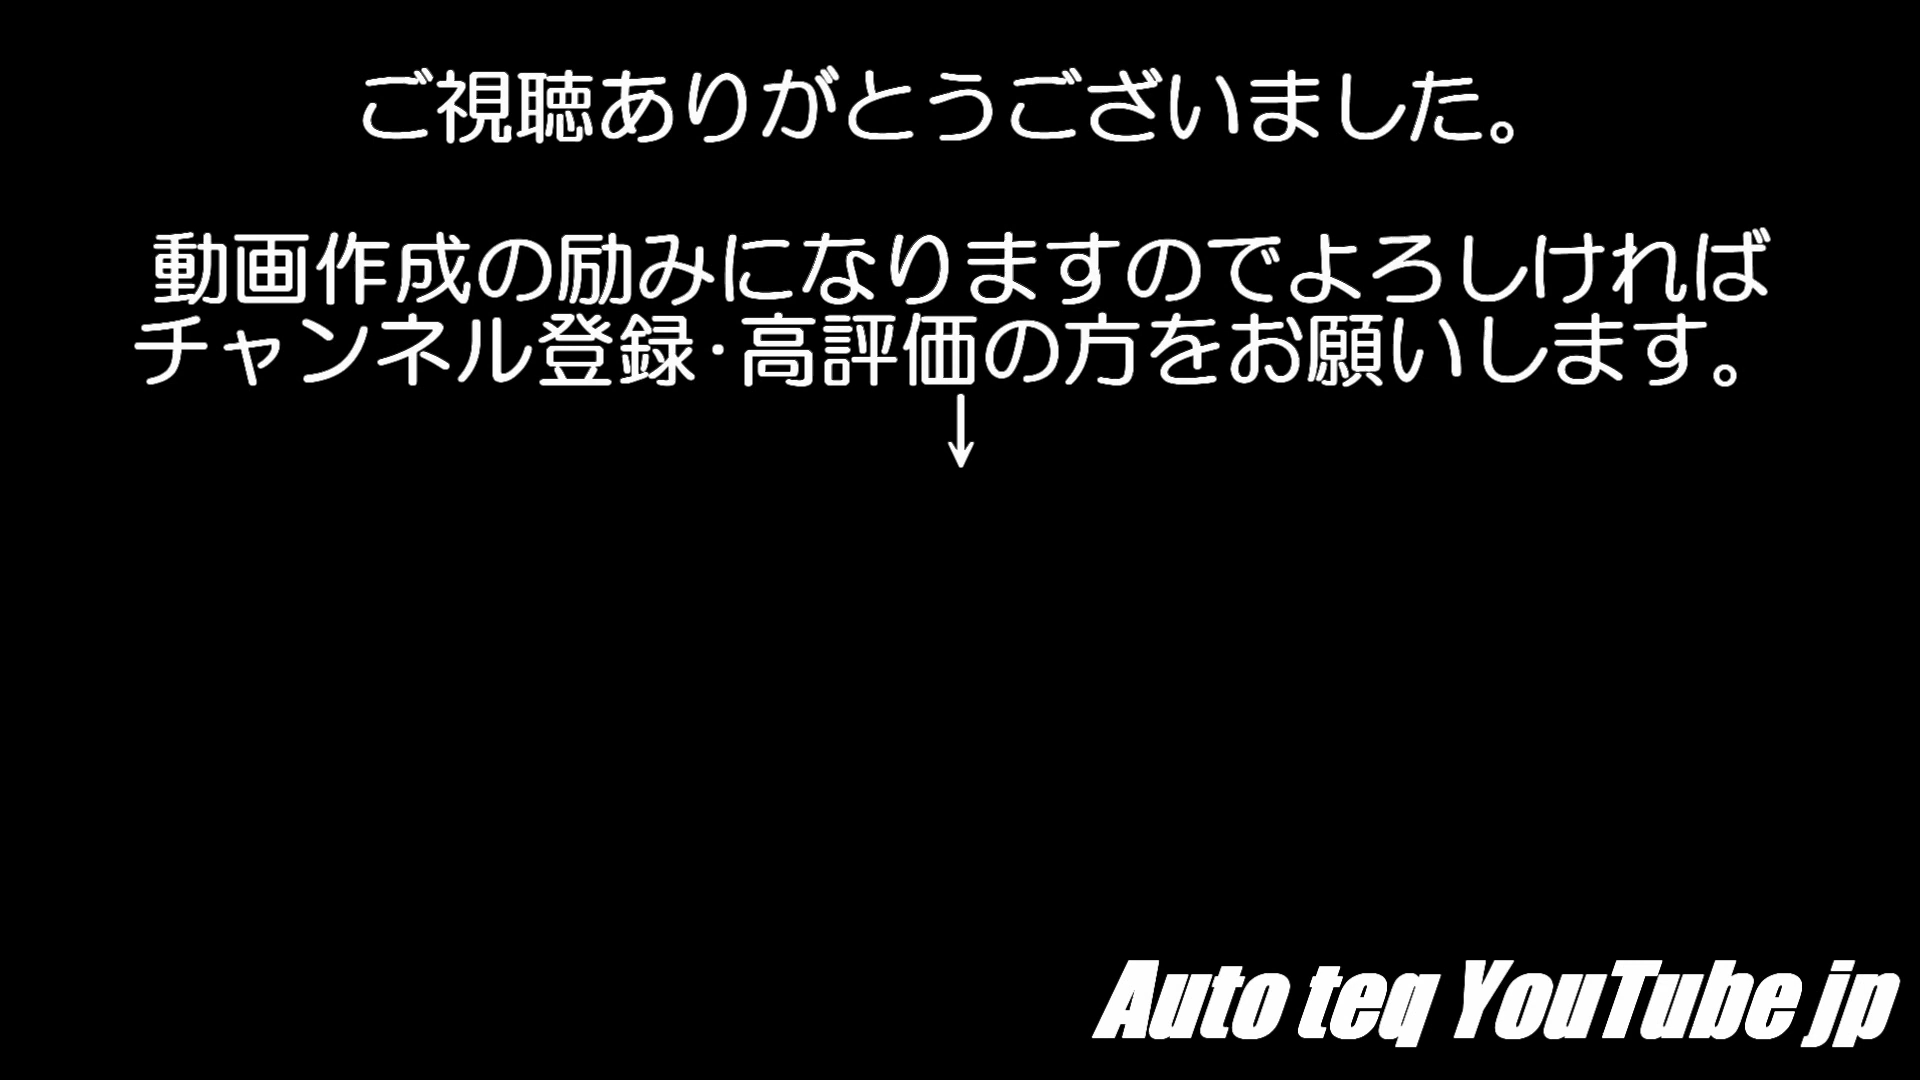 ご視聴ありがとうございました。
動画作成の励みになりますのでよろしければ
チャンネル登録・高評価の方をお願いします。
↓
Auto teq YouTube jp